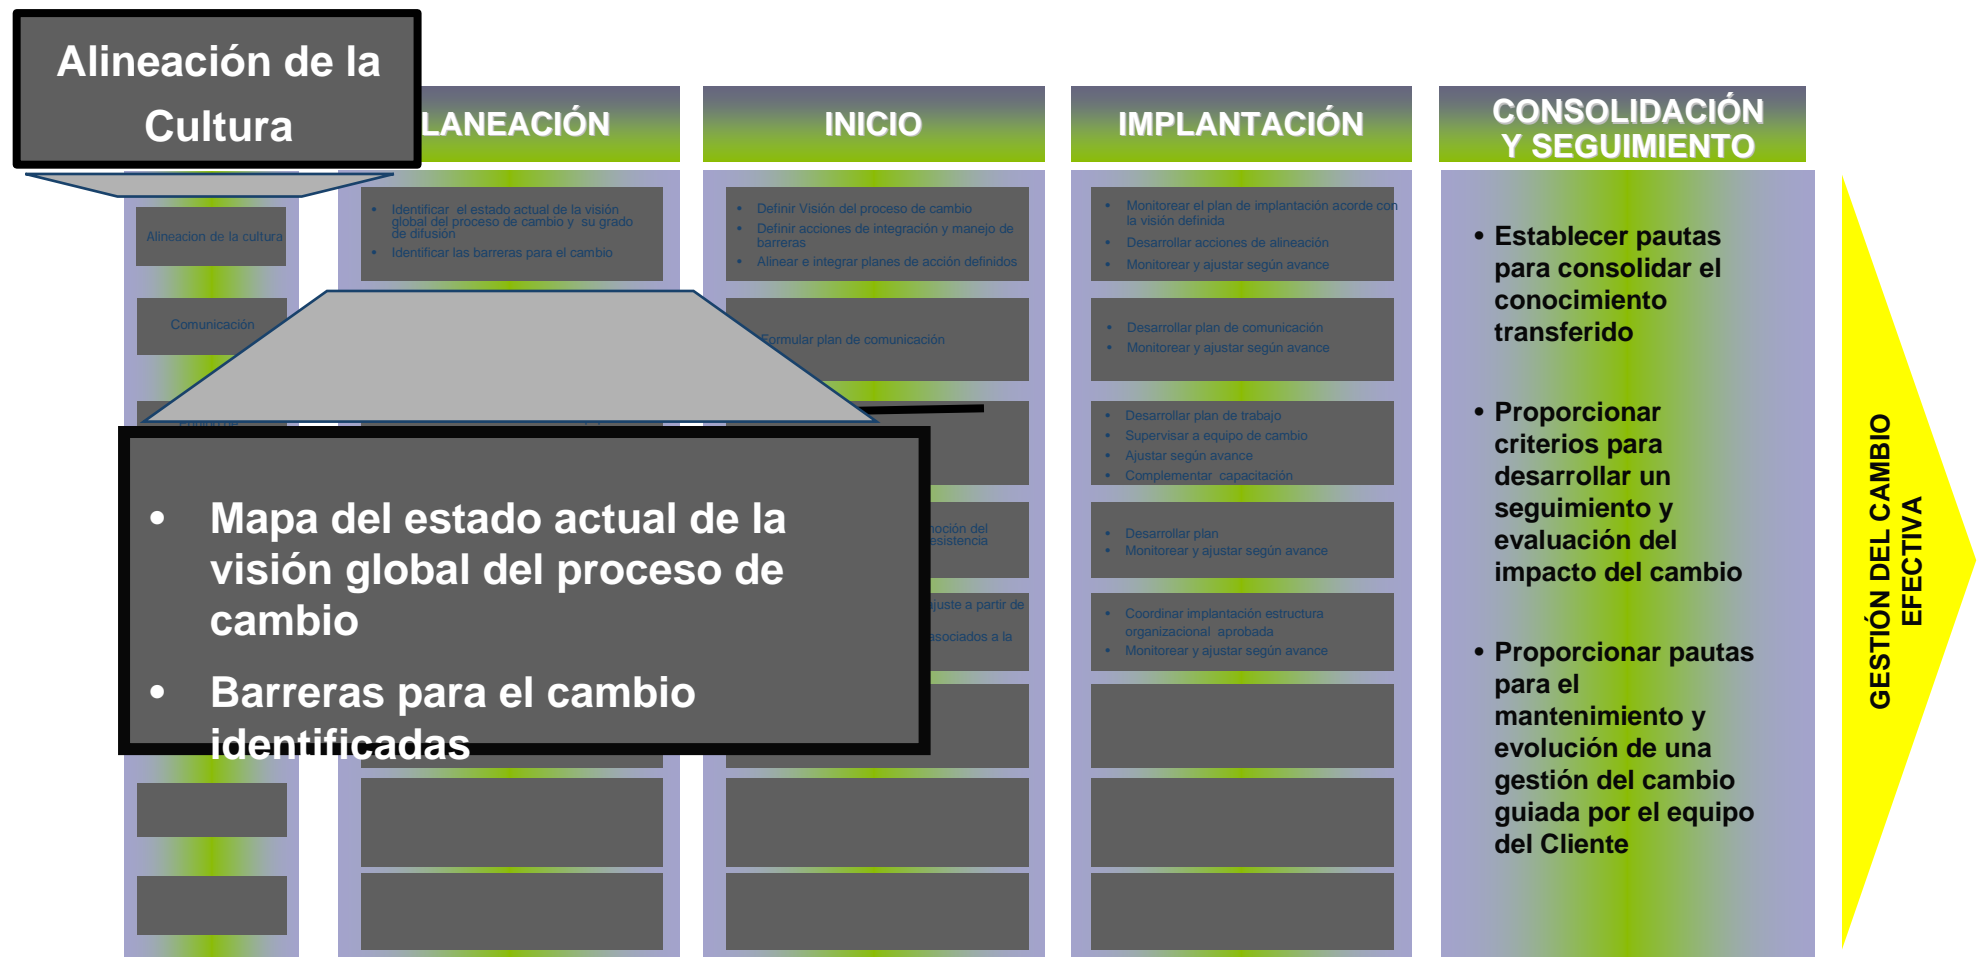 Alineación de la
Cultura
LANEACIÓN
INICIO
IMPLANTACIÓN
CONSOLIDACIÓN
Y SEGUIMIENTO
Alineacion de la cultura
• Identificar el estado actual de la visión
global del proceso de cambio y su grado
de difusión
• Identificar las barreras para el cambio
• Definir Visión del proceso de cambio
• Definir acciones de integración y manejo de
barreras
• Alinear e integrar planes de acción definidos
• Monitorear el plan de implantación acorde con
la visión definida
• Desarrollar acciones de alineación
• Monitorear y ajustar según avance
Comunicación
Formular plan de comunicación
• Desarrollar plan de comunicación
• Monitorear y ajustar según avance
• Desarrollar plan de trabajo
• Supervisar a equipo de cambio
• Ajustar según avance
• Complementar capacitación
moción del
esistencia
• Desarrollar plan
• Monitorear y ajustar según avance
ajuste a partir de
asociados a la
• Coordinar implantación estructura
organizacional aprobada
• Monitorear y ajustar según avance
• Mapa del estado actual de la
visión global del proceso de
cambio
• Barreras para el cambio
identificadas
• Establecer pautas
para consolidar el
conocimiento
transferido
• Proporcionar
criterios para
desarrollar un
seguimiento y
evaluación del
impacto del cambio
• Proporcionar pautas
para el
mantenimiento y
evolución de una
gestión del cambio
guiada por el equipo
del Cliente
GESTIÓN DEL CAMBIO
EFECTIVA